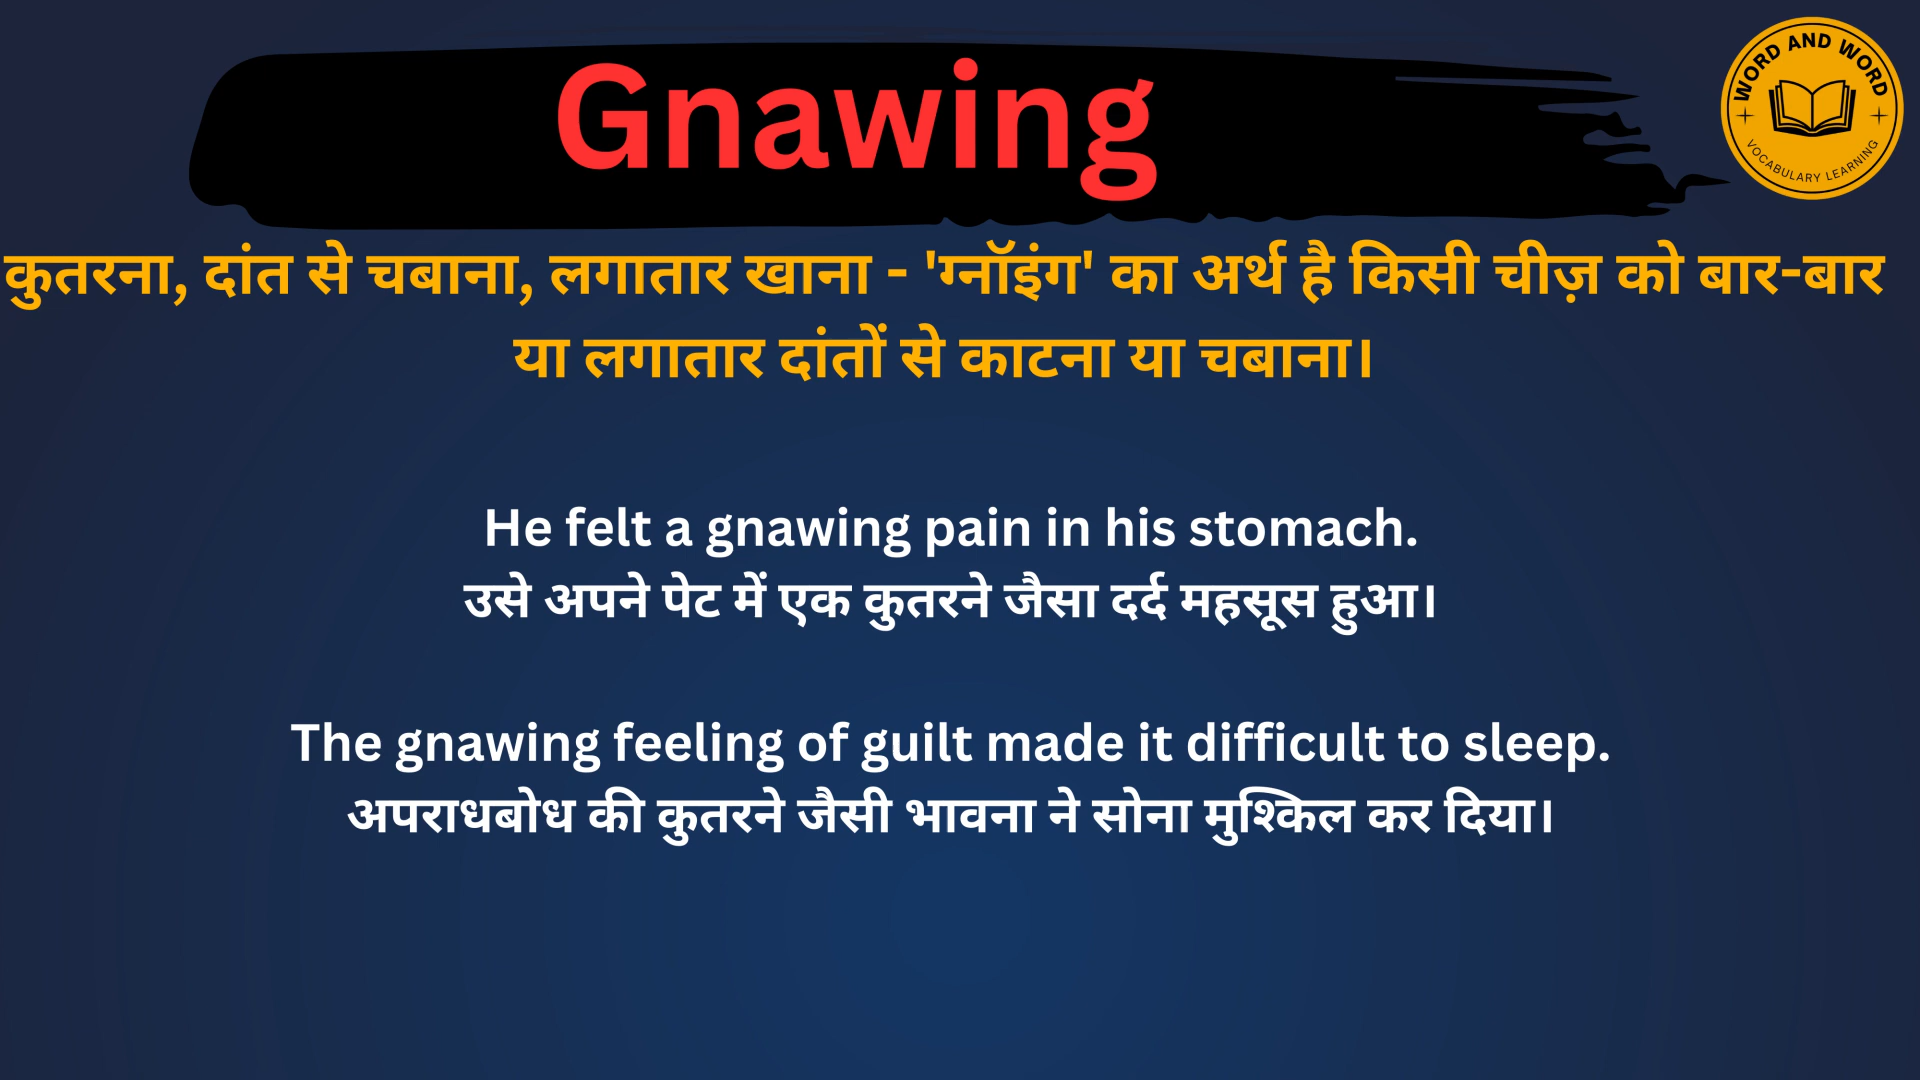 Gnawing
WORD AND WORD
VOCABULARY LEARNING
कुतरना, दांत से चबाना, लगातार खाना - 'ग्नॉइंग' का अर्थ है किसी चीज़ को बार-बार
या लगातार दांतों से काटना या चबाना।
He felt a gnawing pain in his stomach.
उसे अपने पेट में एक कुतरने जैसा दर्द महसूस हुआ।
The gnawing feeling of guilt made it difficult to sleep.
अपराधबोध की कुतरने जैसी भावना ने सोना मुश्किल कर दिया।